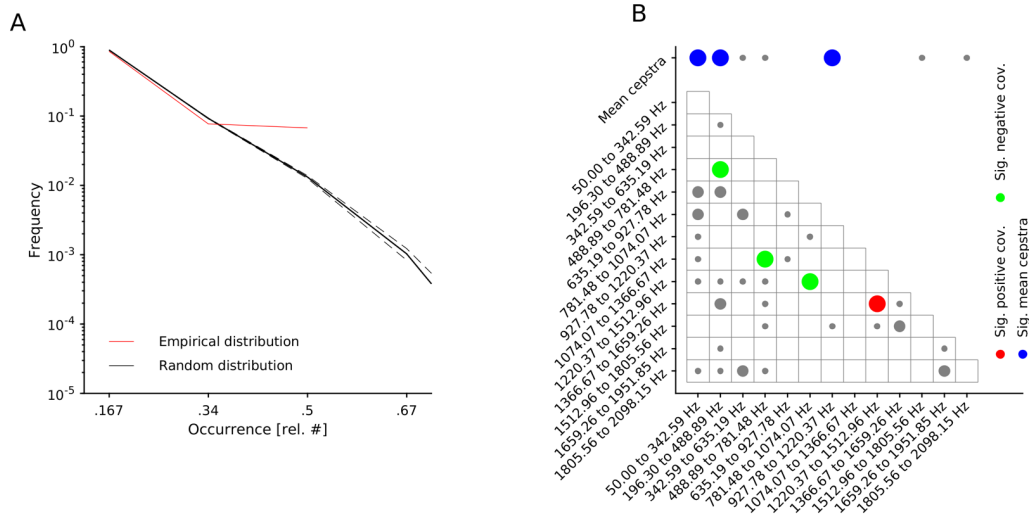 A
B
10^0
10^-1
10^-2
10^-3
10^-4
10^-5
Frequency
Empirical distribution
Random distribution
.167
.34
.5
.67
Occurrence [rel. #]
Mean cepstra
50.00 to 342.59 Hz
196.30 to 488.89 Hz
342.59 to 635.19 Hz
488.89 to 781.48 Hz
635.19 to 927.78 Hz
781.48 to 1074.07 Hz
927.78 to 1220.37 Hz
1074.07 to 1366.67 Hz
1220.37 to 1512.96 Hz
1366.67 to 1659.26 Hz
1512.96 to 1805.56 Hz
1659.26 to 1951.85 Hz
1805.56 to 2098.15 Hz
50.00 to 342.59 Hz
196.30 to 488.89 Hz
342.59 to 635.19 Hz
488.89 to 781.48 Hz
635.19 to 927.78 Hz
781.48 to 1074.07 Hz
927.78 to 1220.37 Hz
1074.07 to 1366.67 Hz
1220.37 to 1512.96 Hz
1366.67 to 1659.26 Hz
1512.96 to 1805.56 Hz
1659.26 to 1951.85 Hz
1805.56 to 2098.15 Hz
Sig. positive cov.
Sig. negative cov.
Sig. mean cepstra